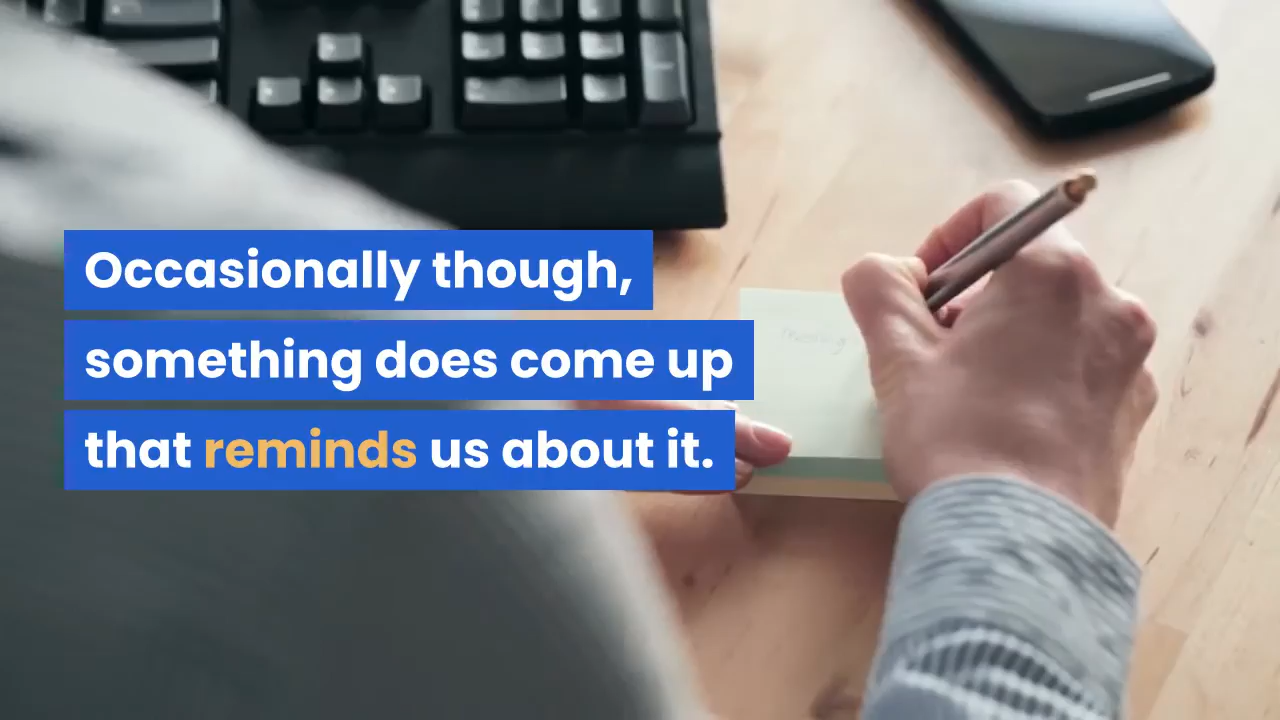 Occasionally though,
something does come up
that reminds us about it.